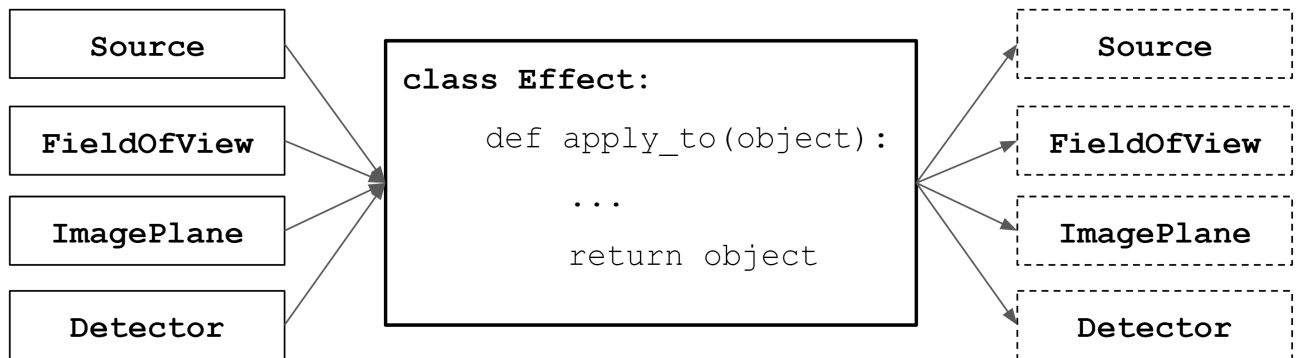 Source
FieldOfView
ImagePlane
Detector
class Effect:
def apply_to(object):
...
return object
Source
FieldOfView
ImagePlane
Detector